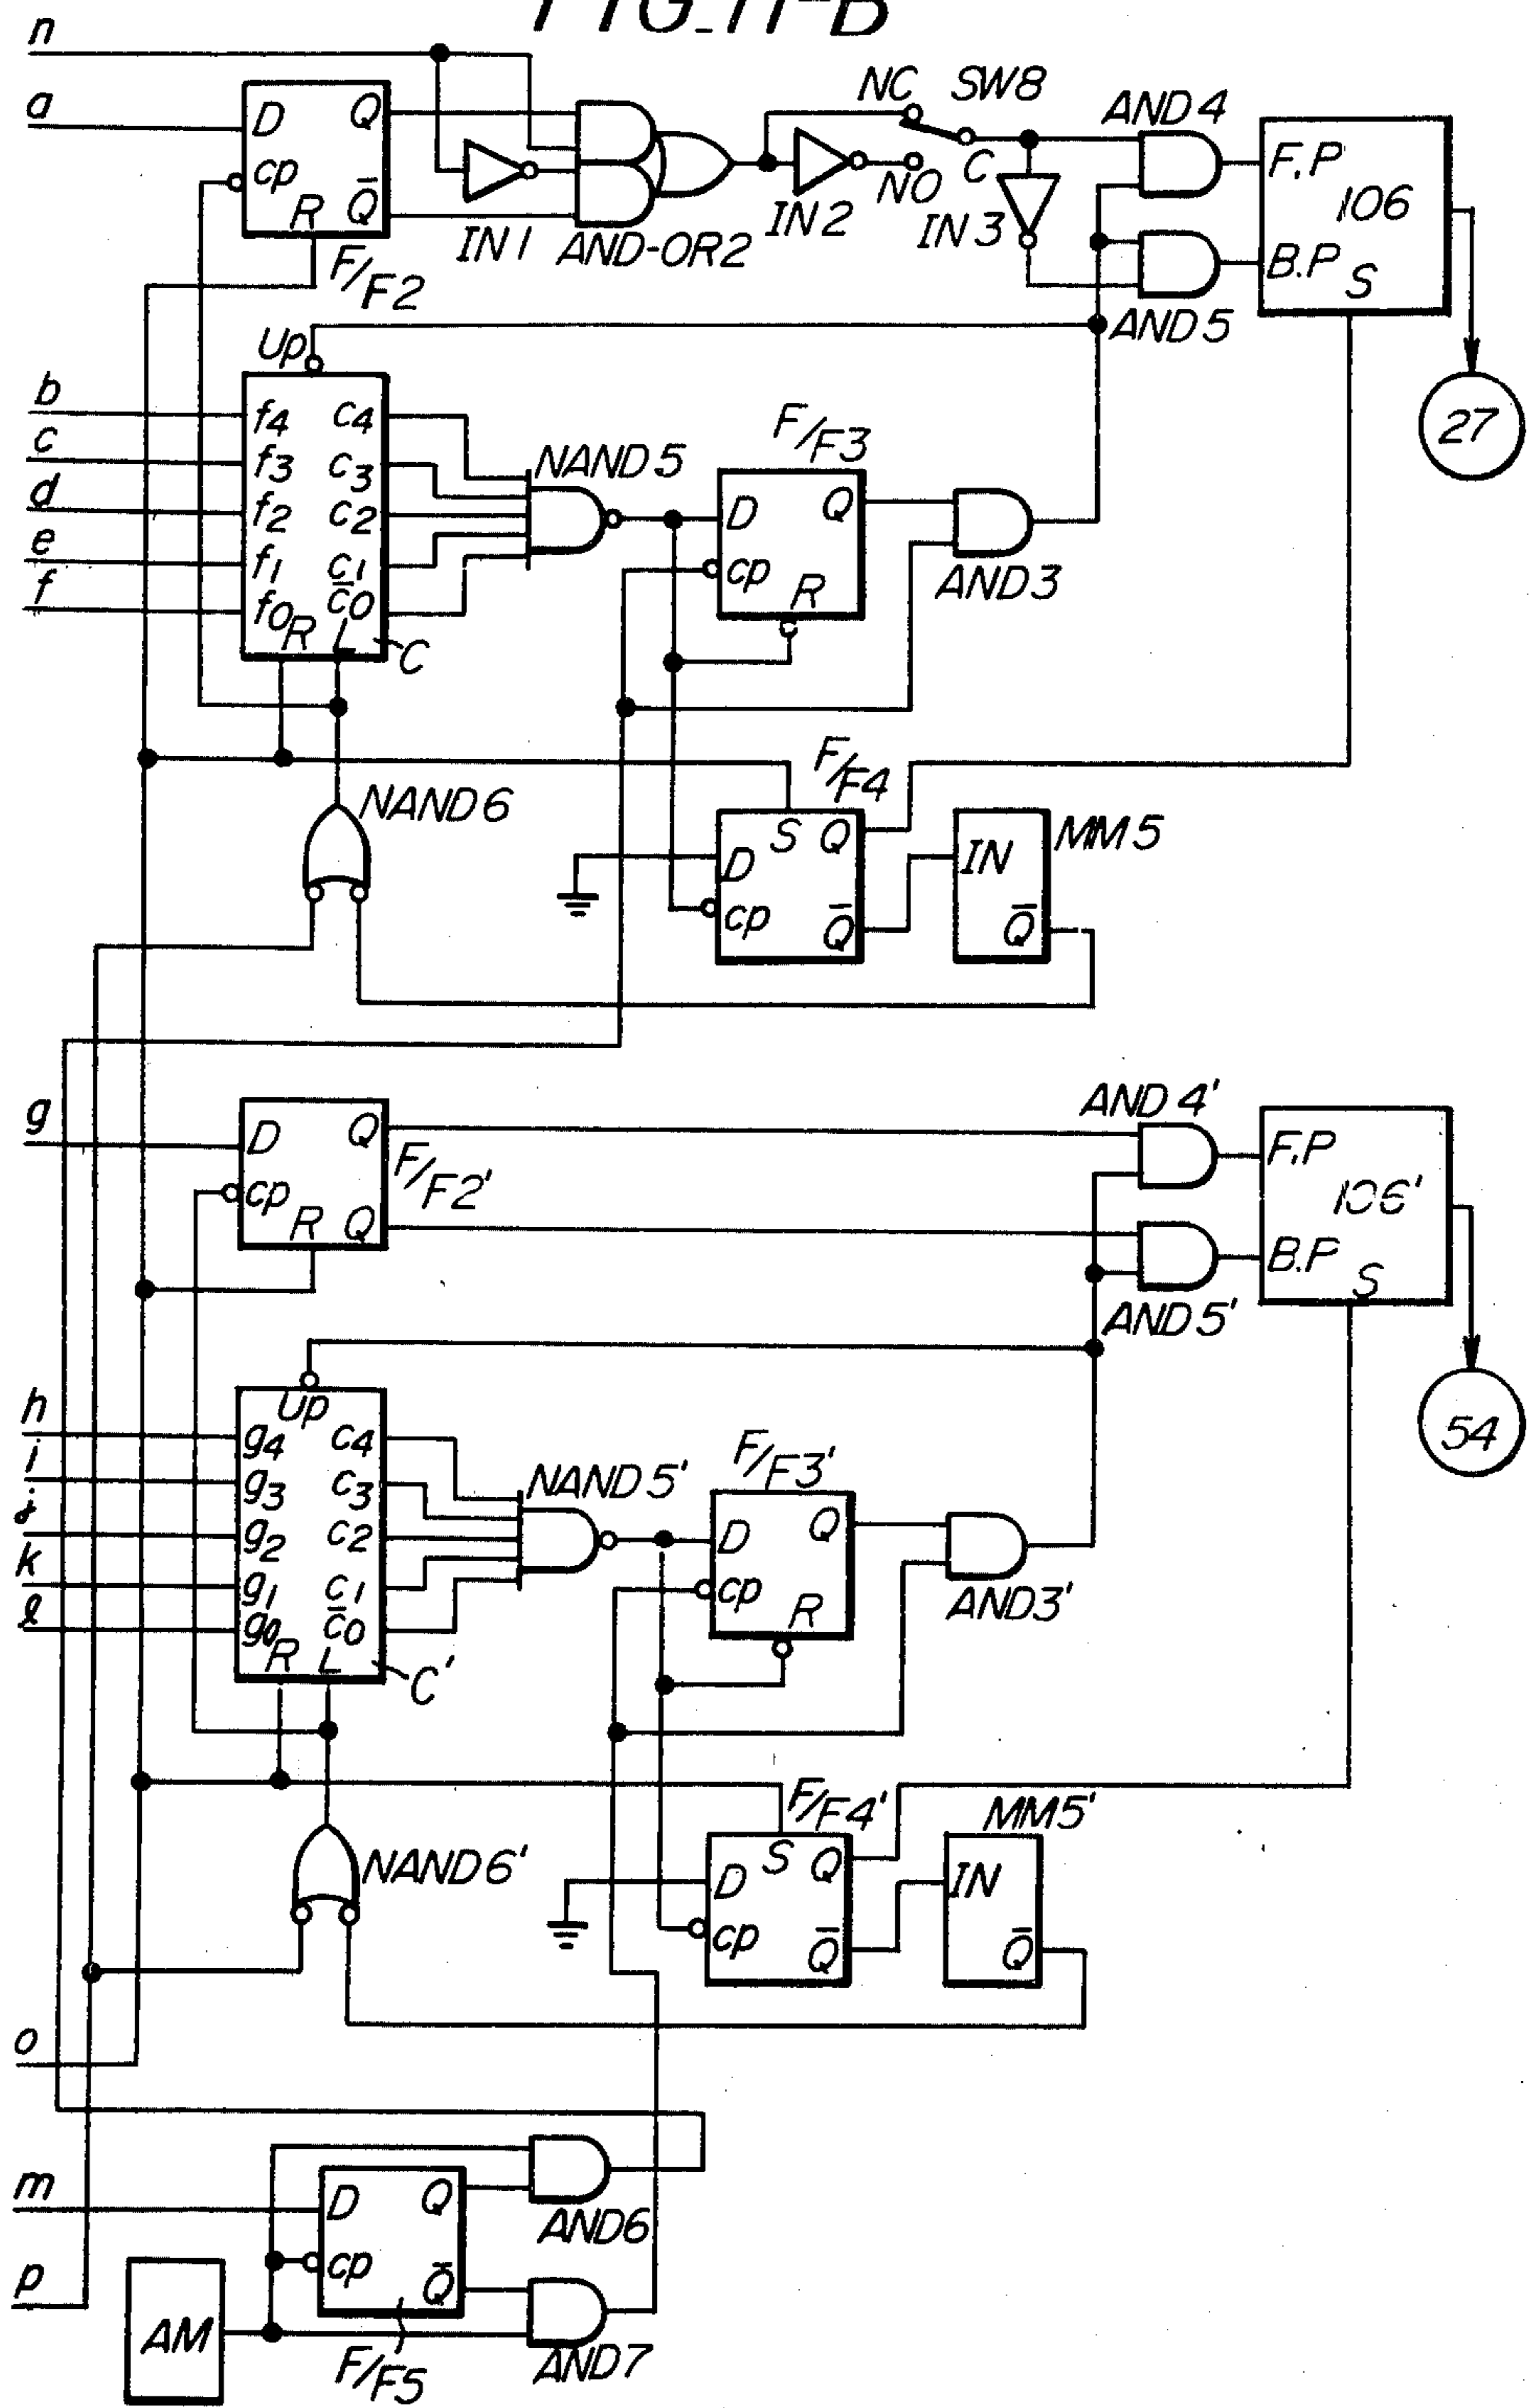 FIG.11-B
n
a
D Q
cp
R Q̄
F/F2
IN1
AND-OR2
IN2
NC SW8
NO
C
IN3
AND4
AND5
F.P
106
B.P
S
27
Up
b
c
d
e
f
f4 c4
f3 c3
f2 c2
f1 c1
f0 c̄0
R L
C
NAND5
F/F3
D Q
cp
R
AND3
NAND6
F/F4
S Q
D
cp
Q̄
MM5
IN
Q̄
g
D Q
cp
R Q
F/F2'
AND4'
AND5'
F.P
106'
B.P
S
54
Up
h
i
j
k
l
g4 c4
g3 c3
g2 c2
g1 c1
g0 c̄0
R L
C'
NAND5'
F/F3'
D Q
cp
R
AND3'
NAND6'
F/F4'
S Q
D
cp
Q̄
MM5'
IN
Q̄
o
m
D Q
cp
Q̄
F/F5
AND6
AND7
p
AM